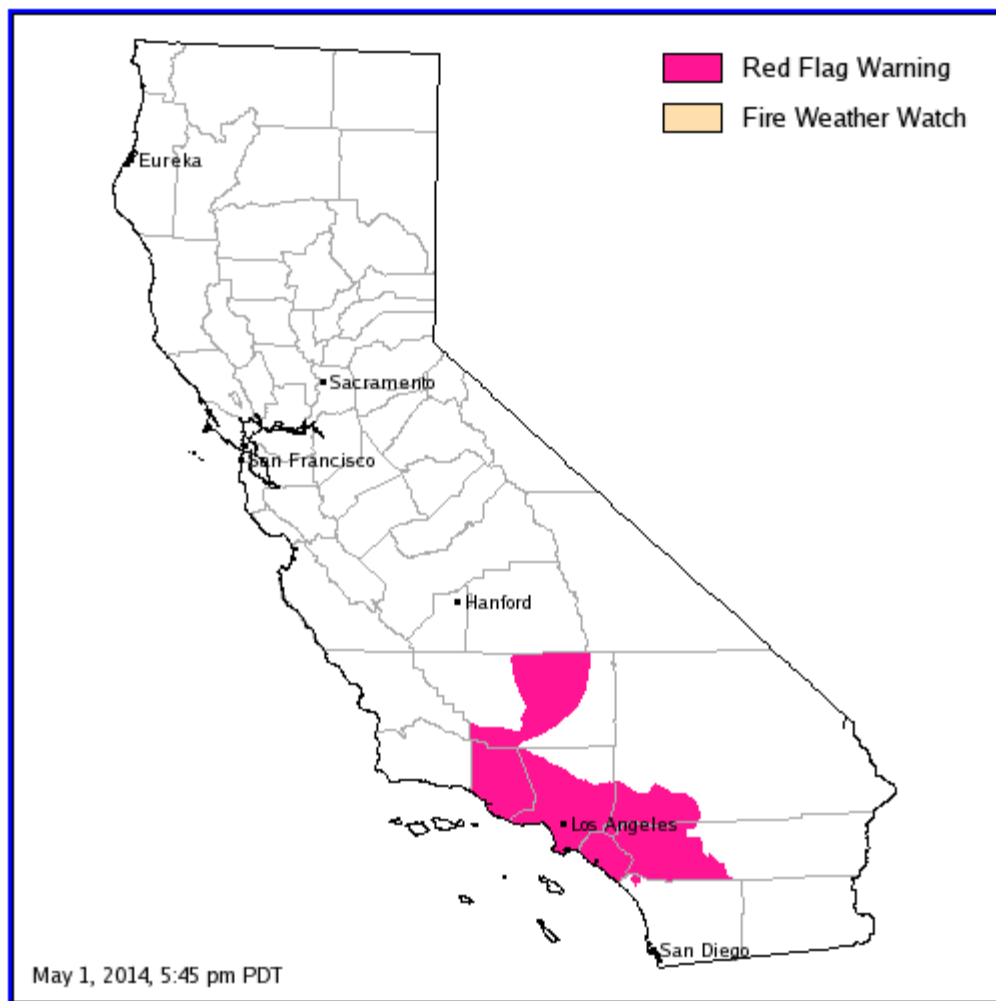 Red Flag Warning
Fire Weather Watch
Eureka
Sacramento
San Francisco
Hanford
Los Angeles
San Diego
May 1, 2014, 5:45 pm PDT